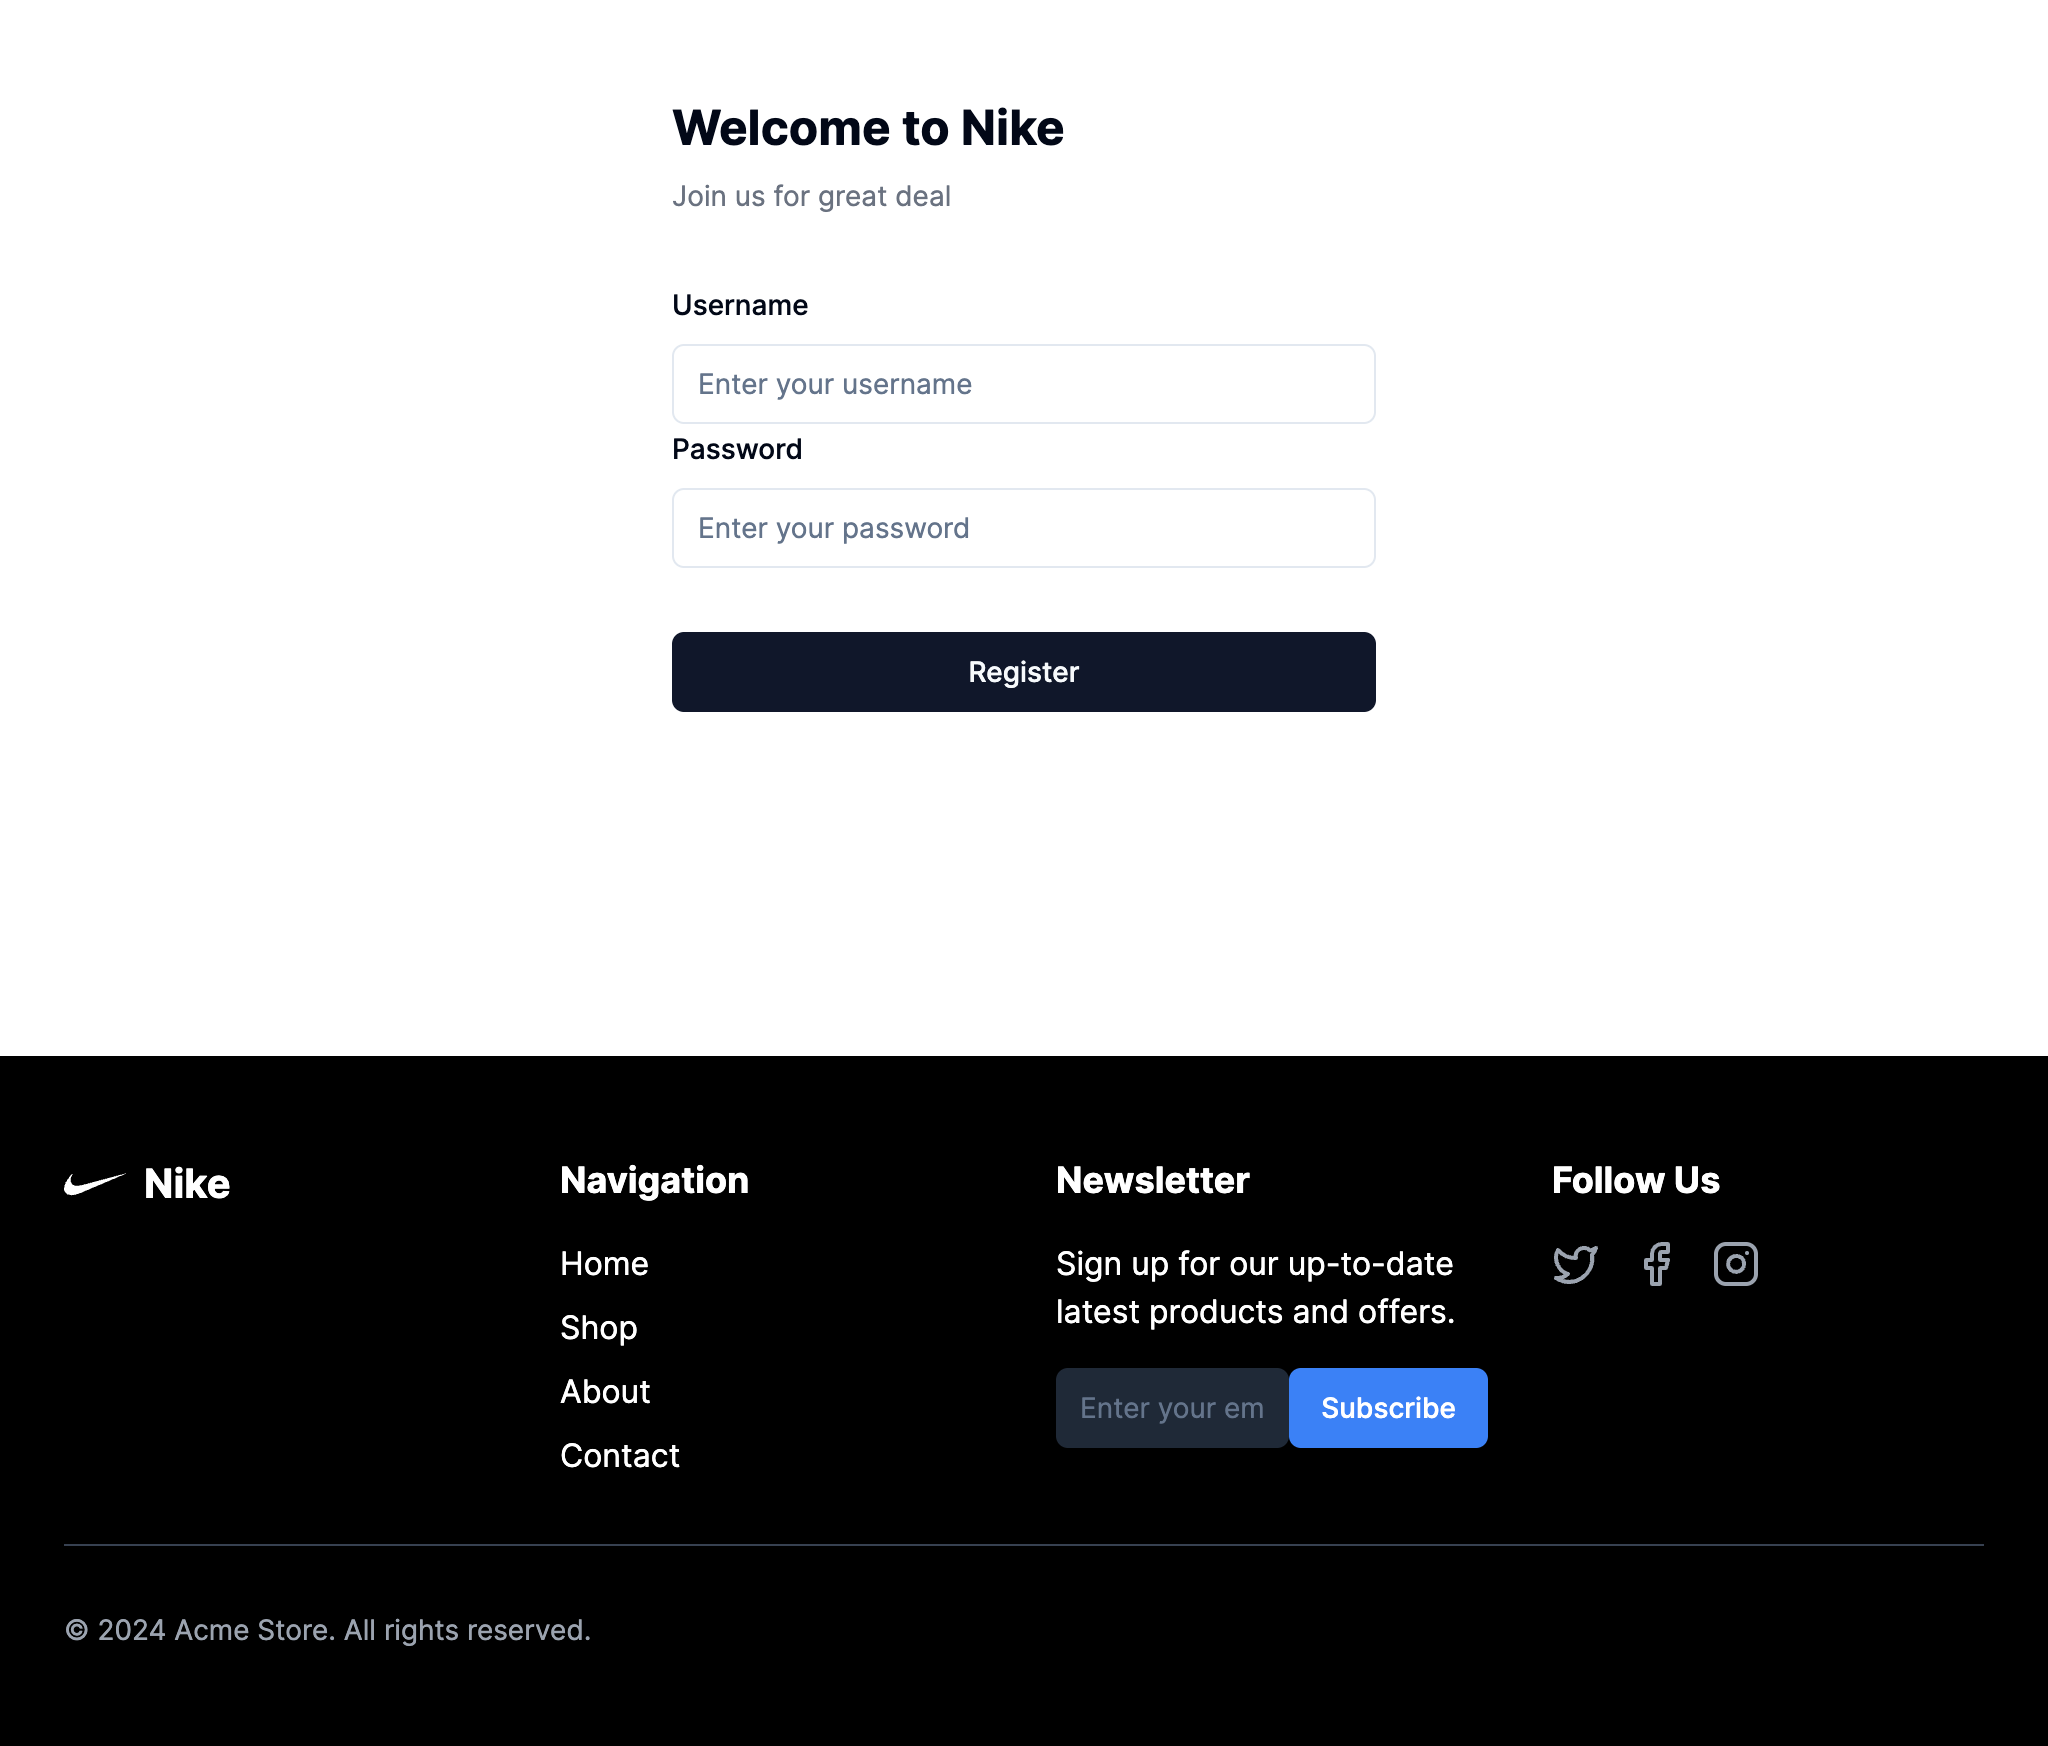 Welcome to Nike
Join us for great deal
Username
Enter your username
Password
Enter your password
Register
Nike
Navigation
Home
Shop
About
Contact
Newsletter
Sign up for our up-to-date
latest products and offers.
Enter your em
Subscribe
Follow Us
© 2024 Acme Store. All rights reserved.